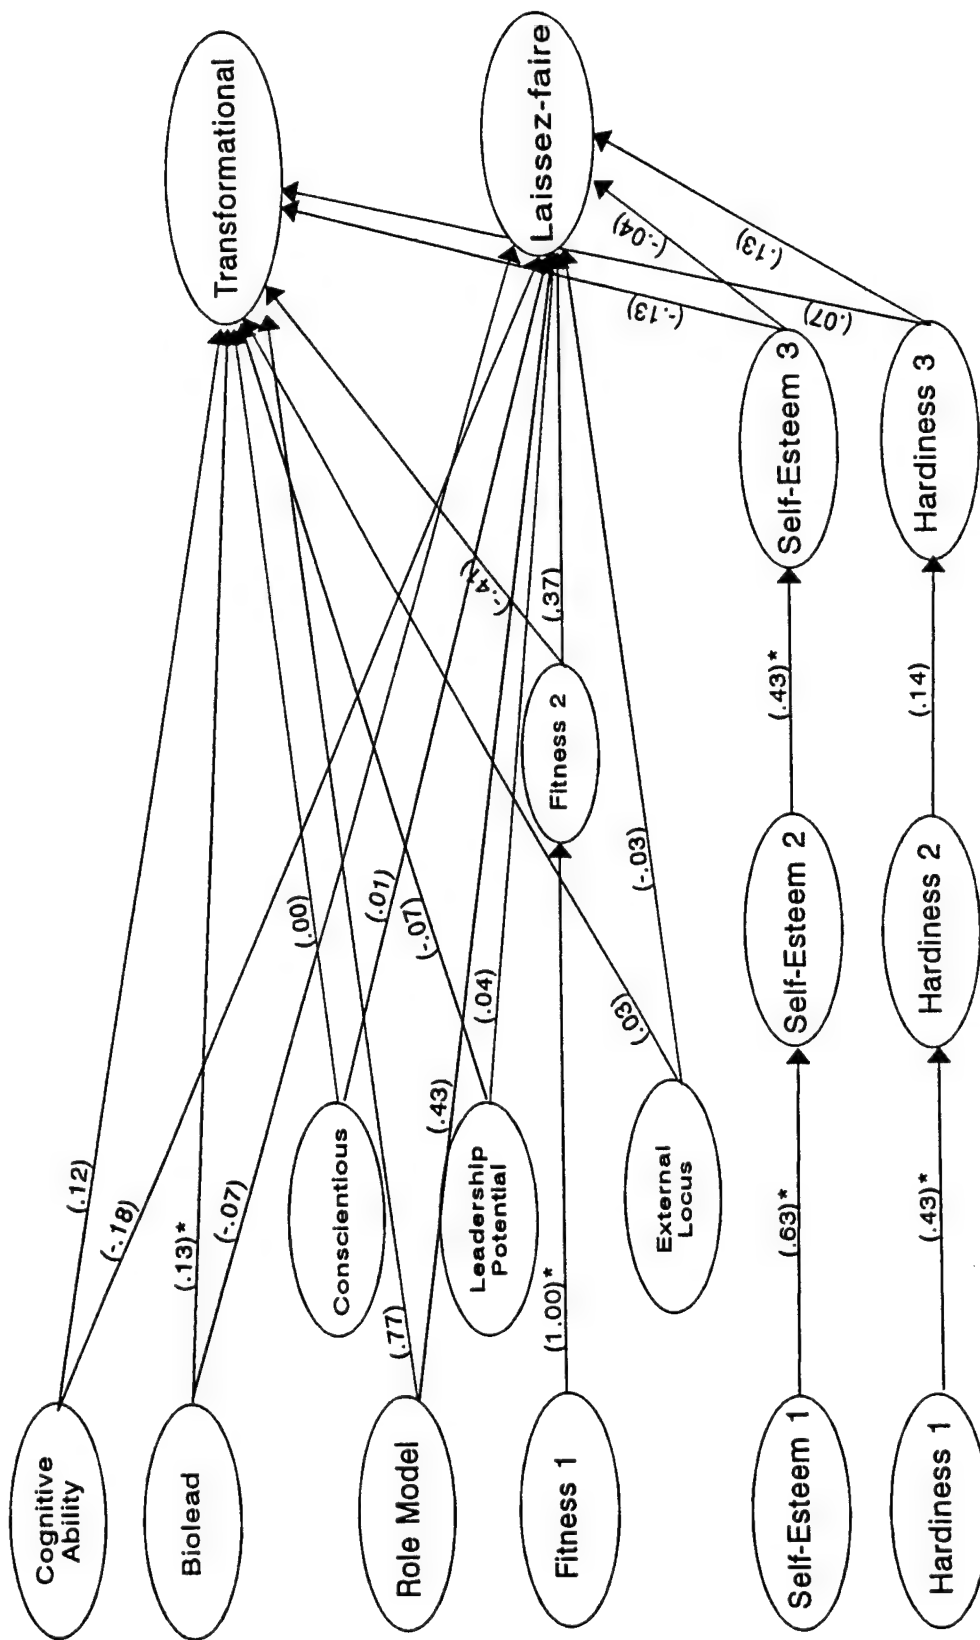 Cognitive
Ability
Biolead
Role Model
Fitness 1
Self-Esteem 1
Hardiness 1
Conscientious
Leadership
Potential
External
Locus
Self-Esteem 2
Hardiness 2
Fitness 2
Self-Esteem 3
Hardiness 3
Transformational
Laissez-faire
(.12)
(-.18)
(.13)*
(-.07)
(.77)
(.43)
(1.00)*
(.63)*
(.43)*
(.00)
(.01)
(-.07)
(.04)
(.03)
(-.03)
(-.41)
(.37)
(.43)*
(.14)
(-.13)
(-.04)
(.07)
(.13)